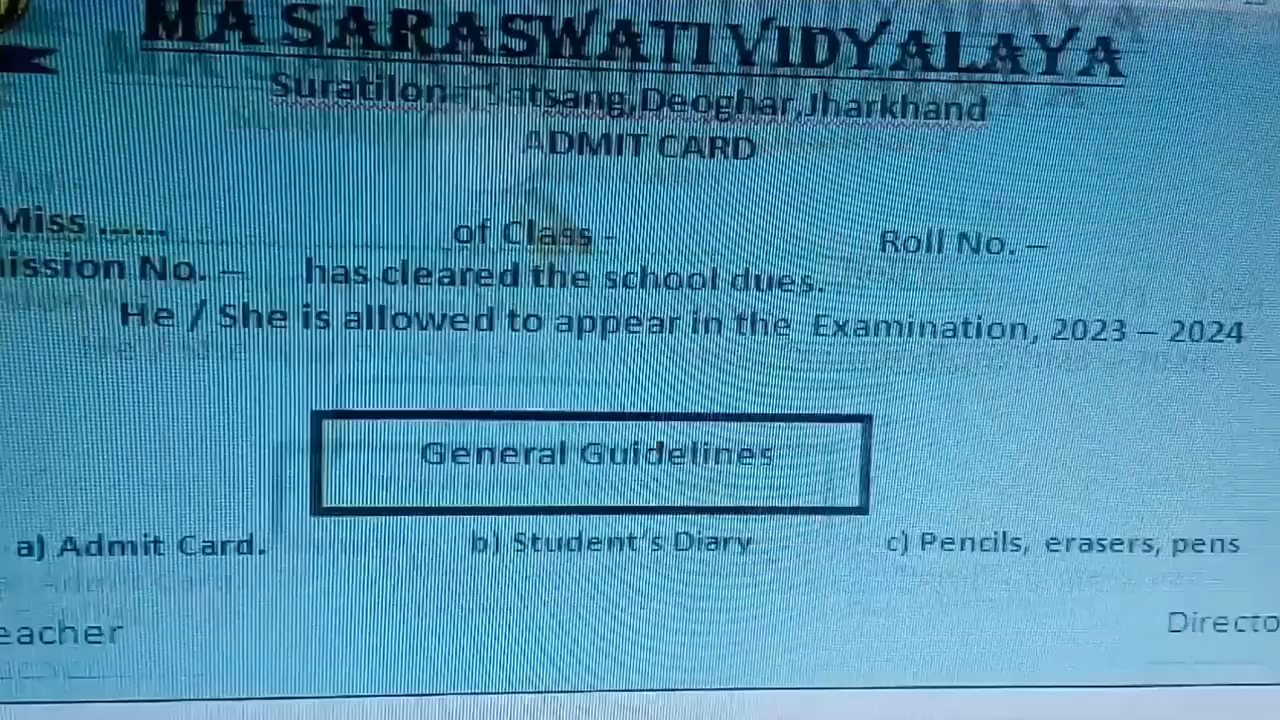 MA SARASWATI VIDYALAYA
Suratilon tsang,Deoghar,Jharkhand
ADMIT CARD
Miss ...... of Class - Roll No. –
ission No. – has cleared the school dues.
He / She is allowed to appear in the Examination, 2023 – 2024
General Guidelines
a) Admit Card. b) Student's Diary c) Pencils, erasers, pens
eacher Directo